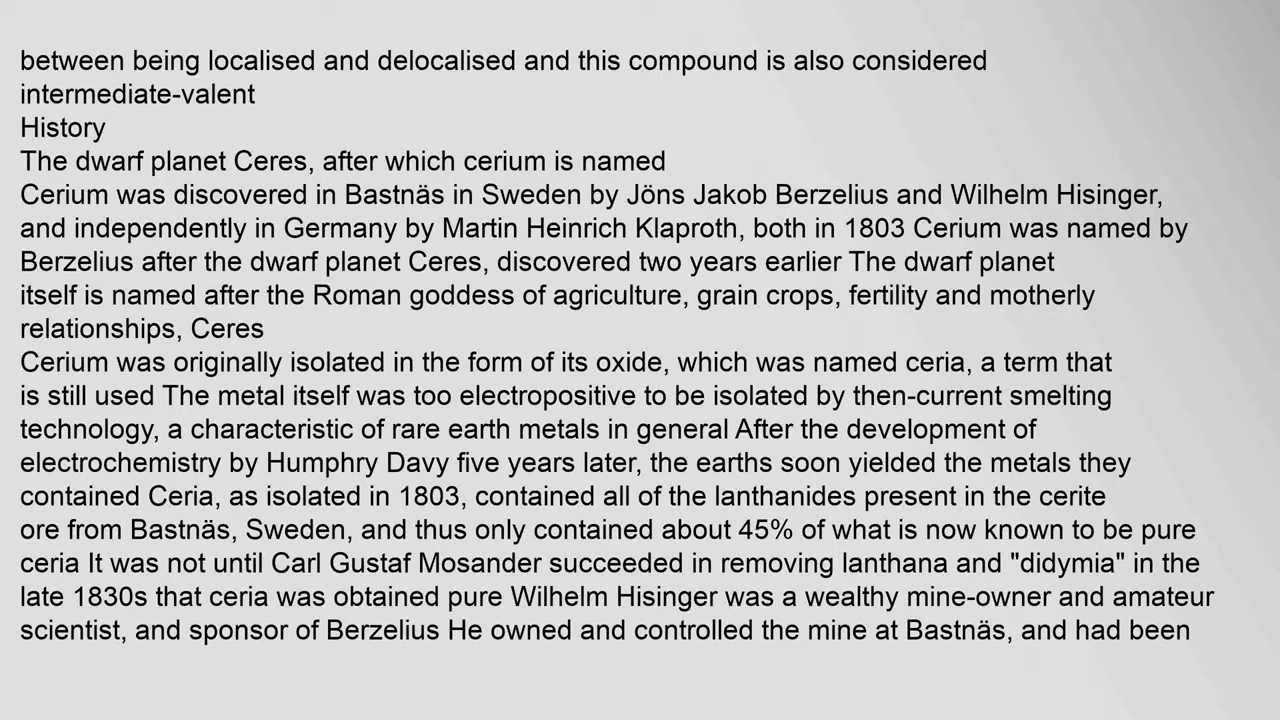 between being localised and delocalised and this compound is also considered
intermediate-valent
History
The dwarf planet Ceres, after which cerium is named
Cerium was discovered in Bastnäs in Sweden by Jöns Jakob Berzelius and Wilhelm Hisinger,
and independently in Germany by Martin Heinrich Klaproth, both in 1803 Cerium was named by
Berzelius after the dwarf planet Ceres, discovered two years earlier The dwarf planet
itself is named after the Roman goddess of agriculture, grain crops, fertility and motherly
relationships, Ceres
Cerium was originally isolated in the form of its oxide, which was named ceria, a term that
is still used The metal itself was too electropositive to be isolated by then-current smelting
technology, a characteristic of rare earth metals in general After the development of
electrochemistry by Humphry Davy five years later, the earths soon yielded the metals they
contained Ceria, as isolated in 1803, contained all of the lanthanides present in the cerite
ore from Bastnäs, Sweden, and thus only contained about 45% of what is now known to be pure
ceria It was not until Carl Gustaf Mosander succeeded in removing lanthana and "didymia" in the
late 1830s that ceria was obtained pure Wilhelm Hisinger was a wealthy mine-owner and amateur
scientist, and sponsor of Berzelius He owned and controlled the mine at Bastnäs, and had been